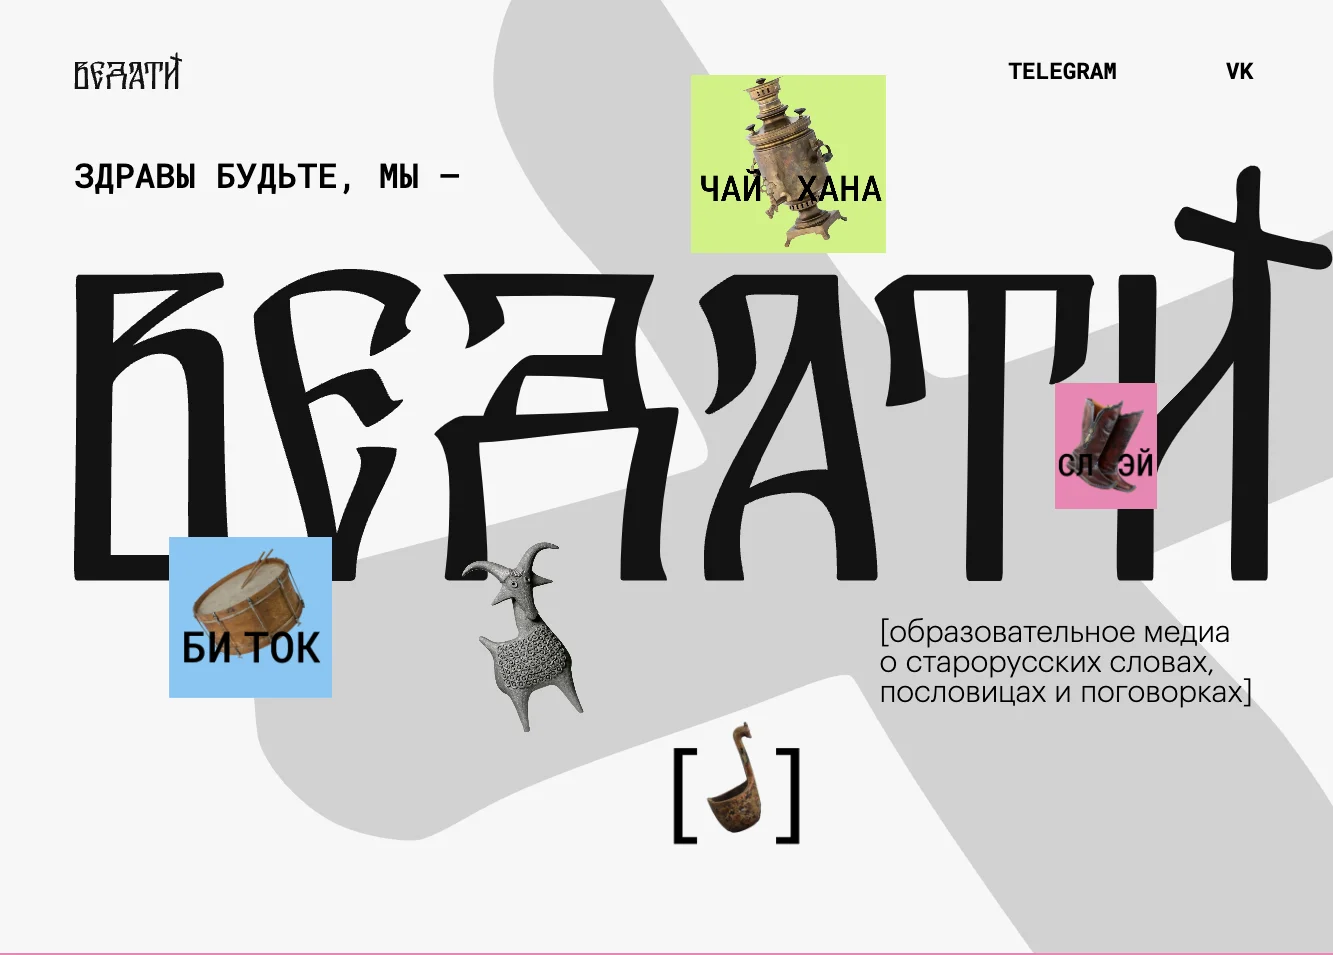 ВЕДАТИ
TELEGRAM
VK
ЗДРАВЫ БУДЬТЕ, МЫ —
ЧАЙ ХАНА
ВЕДАТИ
СЛ ЭЙ
БИ ТОК
[образовательное медиа
о старорусских словах,
пословицах и поговорках]
[ ]